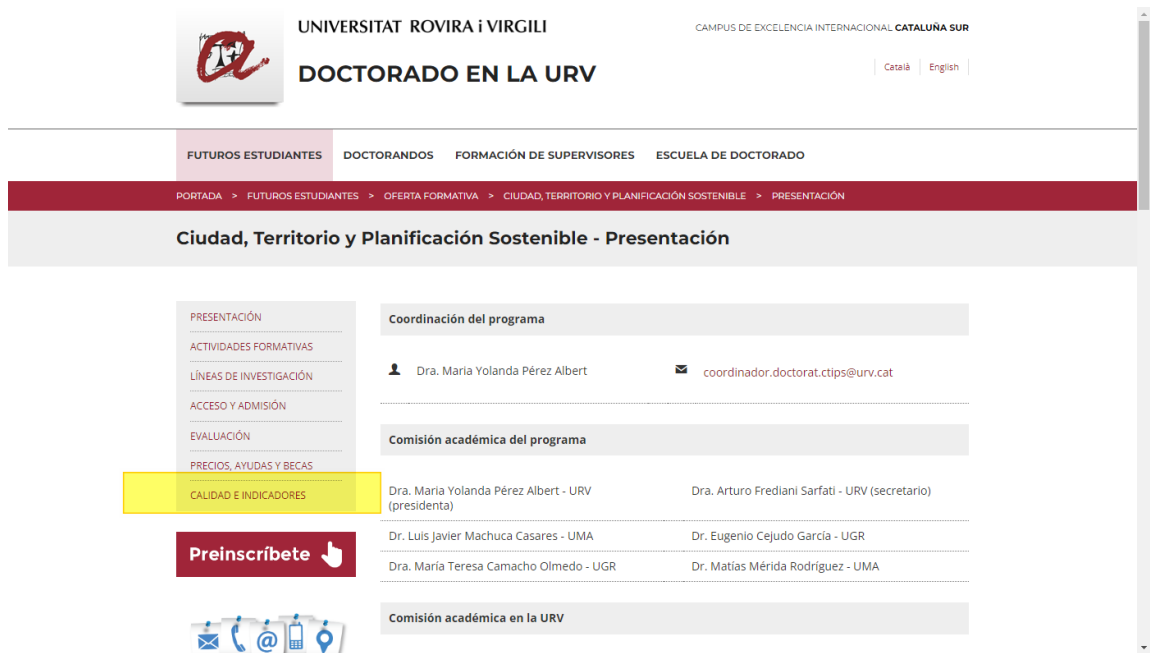 UNIVERSITAT ROVIRA i VIRGILI
CAMPUS DE EXCELENCIA INTERNACIONAL CATALUÑA SUR
DOCTORADO EN LA URV
Català
English
FUTUROS ESTUDIANTES
DOCTORANDOS
FORMACIÓN DE SUPERVISORES
ESCUELA DE DOCTORADO
PORTADA > FUTUROS ESTUDIANTES > OFERTA FORMATIVA > CIUDAD, TERRITORIO Y PLANIFICACIÓN SOSTENIBLE > PRESENTACIÓN
Ciudad, Territorio y Planificación Sostenible - Presentación
PRESENTACIÓN
ACTIVIDADES FORMATIVAS
LÍNEAS DE INVESTIGACIÓN
ACCESO Y ADMISIÓN
EVALUACIÓN
PRECIOS, AYUDAS Y BECAS
CALIDAD E INDICADORES
Preinscríbete
Coordinación del programa
Dra. Maria Yolanda Pérez Albert
coordinador.doctorat.ctips@urv.cat
Comisión académica del programa
Dra. Maria Yolanda Pérez Albert - URV
(presidenta)
Dra. Arturo Frediani Sarfati - URV (secretario)
Dr. Luis Javier Machuca Casares - UMA
Dr. Eugenio Cejudo García - UGR
Dra. María Teresa Camacho Olmedo - UGR
Dr. Matías Mérida Rodríguez - UMA
Comisión académica en la URV